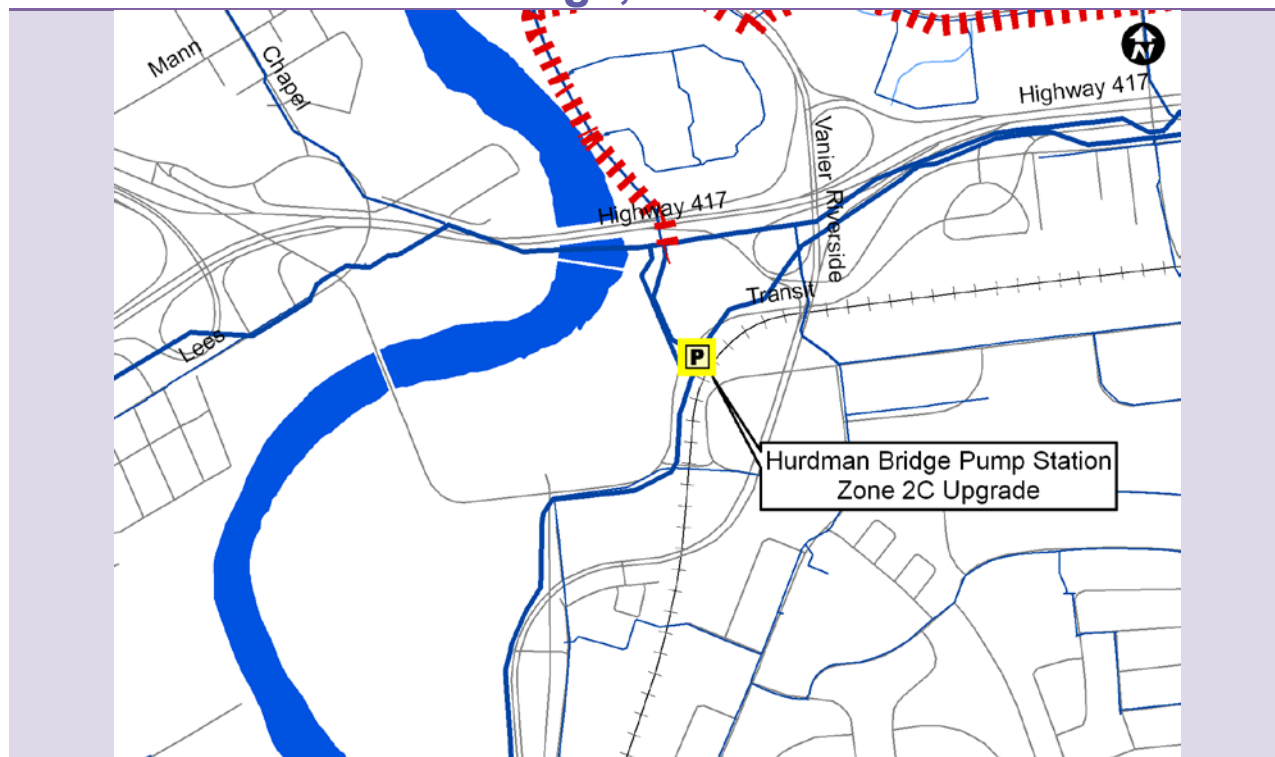 Mann
Chapel
N
Highway 417
Vanier
Riverside
Highway 417
Transit
Lees
P
Hurdman Bridge Pump Station
Zone 2C Upgrade